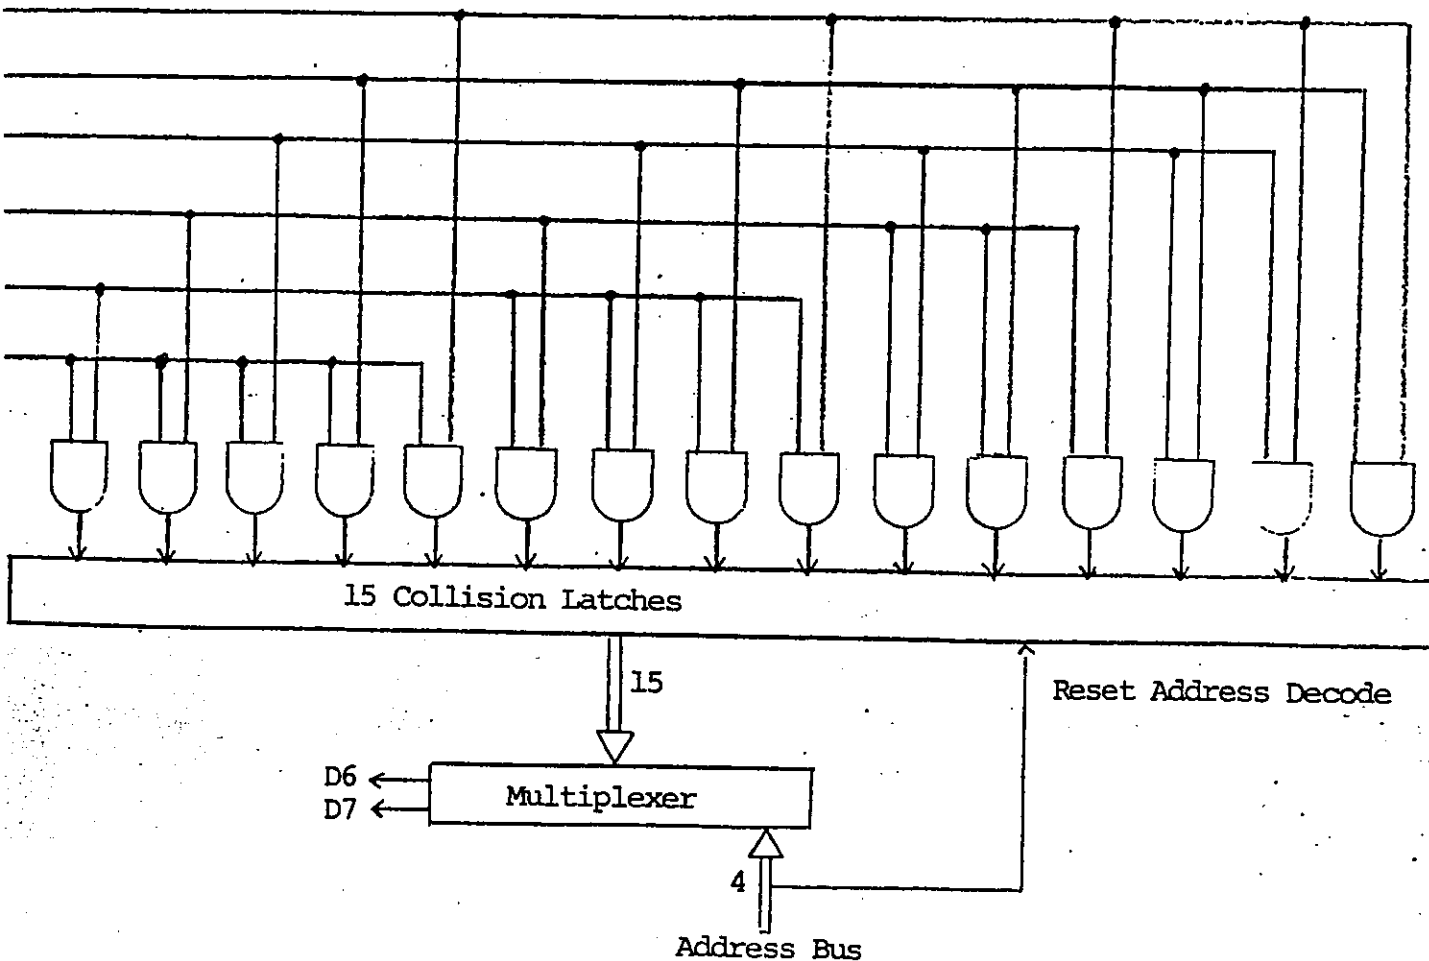 15 Collision Latches
15
Reset Address Decode
D6
Multiplexer
D7
4
Address Bus